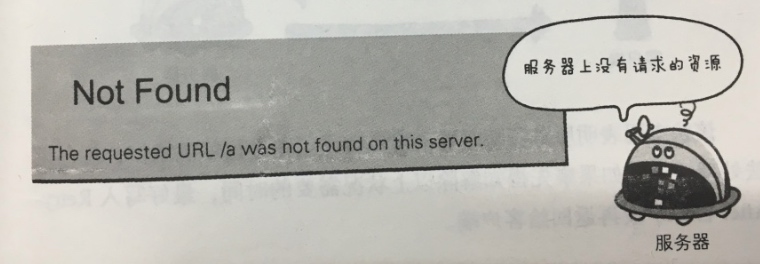 服务器上没有请求的资源
Not Found
The requested URL /a was not found on this server.
服务器